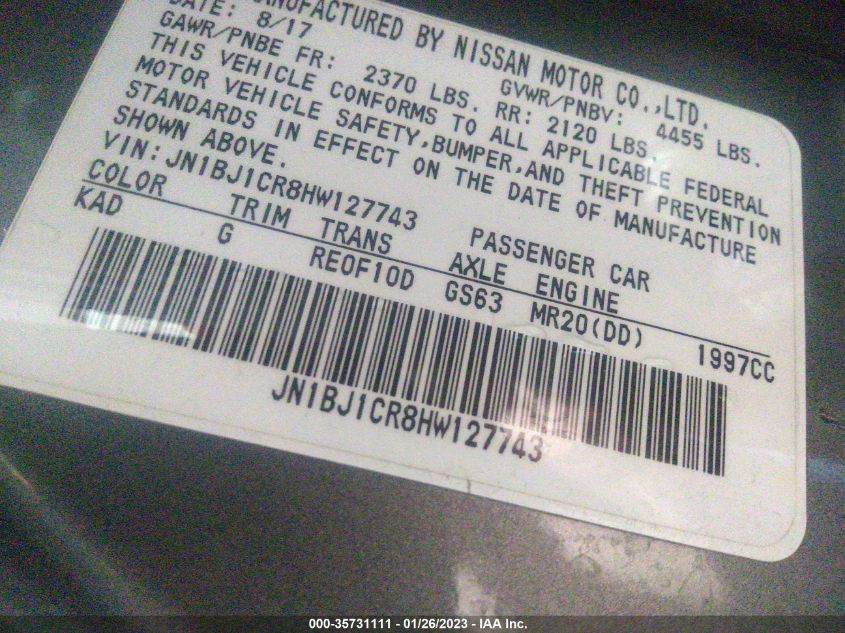 MANUFACTURED BY NISSAN MOTOR CO.,LTD.
DATE: 8/17 GVWR/PNBV: 4455 LBS.
GAWR/PNBE FR: 2370 LBS. RR: 2120 LBS.
THIS VEHICLE CONFORMS TO ALL APPLICABLE FEDERAL
MOTOR VEHICLE SAFETY,BUMPER,AND THEFT PREVENTION
STANDARDS IN EFFECT ON THE DATE OF MANUFACTURE
SHOWN ABOVE.
VIN:JN1BJ1CR8HW127743 PASSENGER CAR
COLOR TRIM TRANS AXLE ENGINE
KAD G RE0F10D GS63 MR20(DD) 1997CC
JN1BJ1CR8HW127743
000-35731111 - 01/26/2023 - IAA Inc.